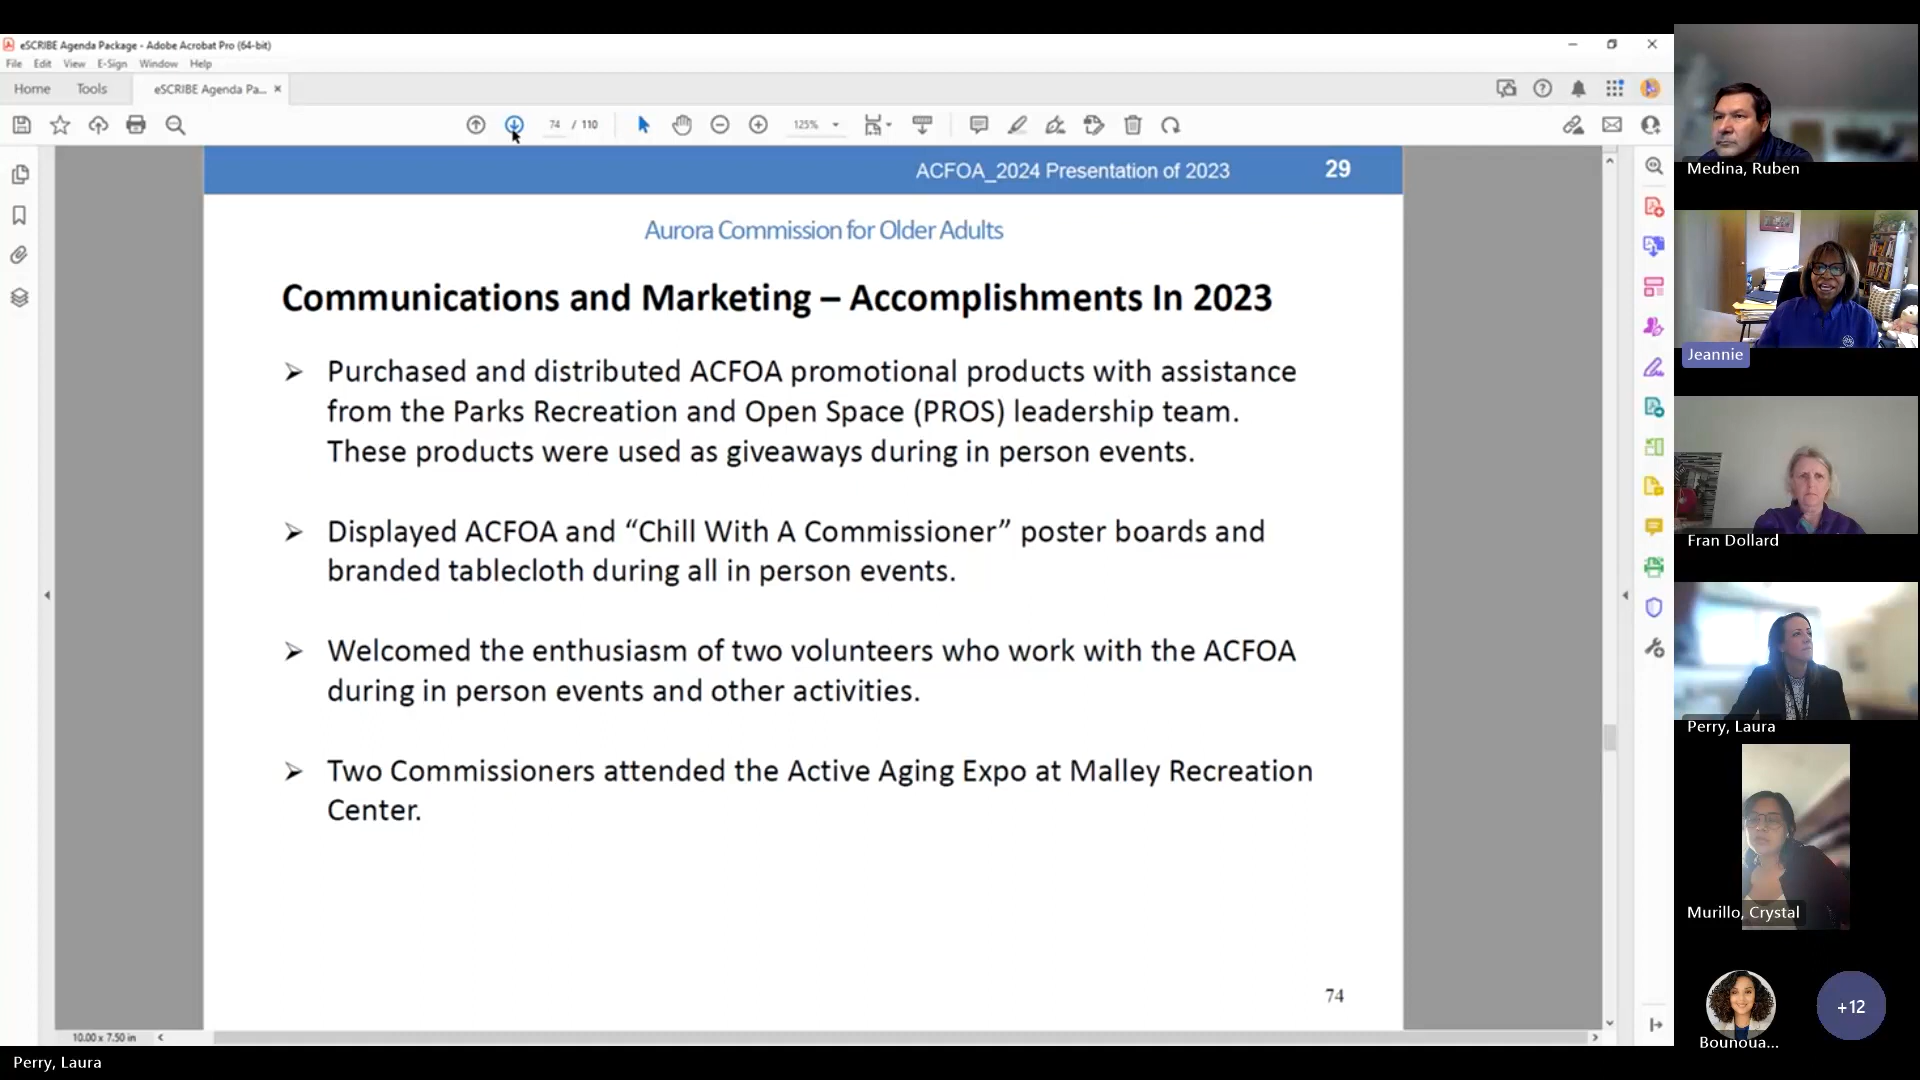 eSCRIBE Agenda Package - Adobe Acrobat Pro (64-bit)
File Edit View E-Sign Window Help
Home Tools eSCRIBE Agenda Pa...
74 / 110 125%
ACFOA_2024 Presentation of 2023 29
Aurora Commission for Older Adults
Communications and Marketing – Accomplishments In 2023
➢ Purchased and distributed ACFOA promotional products with assistance
from the Parks Recreation and Open Space (PROS) leadership team.
These products were used as giveaways during in person events.
➢ Displayed ACFOA and “Chill With A Commissioner” poster boards and
branded tablecloth during all in person events.
➢ Welcomed the enthusiasm of two volunteers who work with the ACFOA
during in person events and other activities.
➢ Two Commissioners attended the Active Aging Expo at Malley Recreation
Center.
74
10.00 x 7.50 in
Perry, Laura
Medina, Ruben
Jeannie
Fran Dollard
Perry, Laura
Murillo, Crystal
Bounoua...
+12